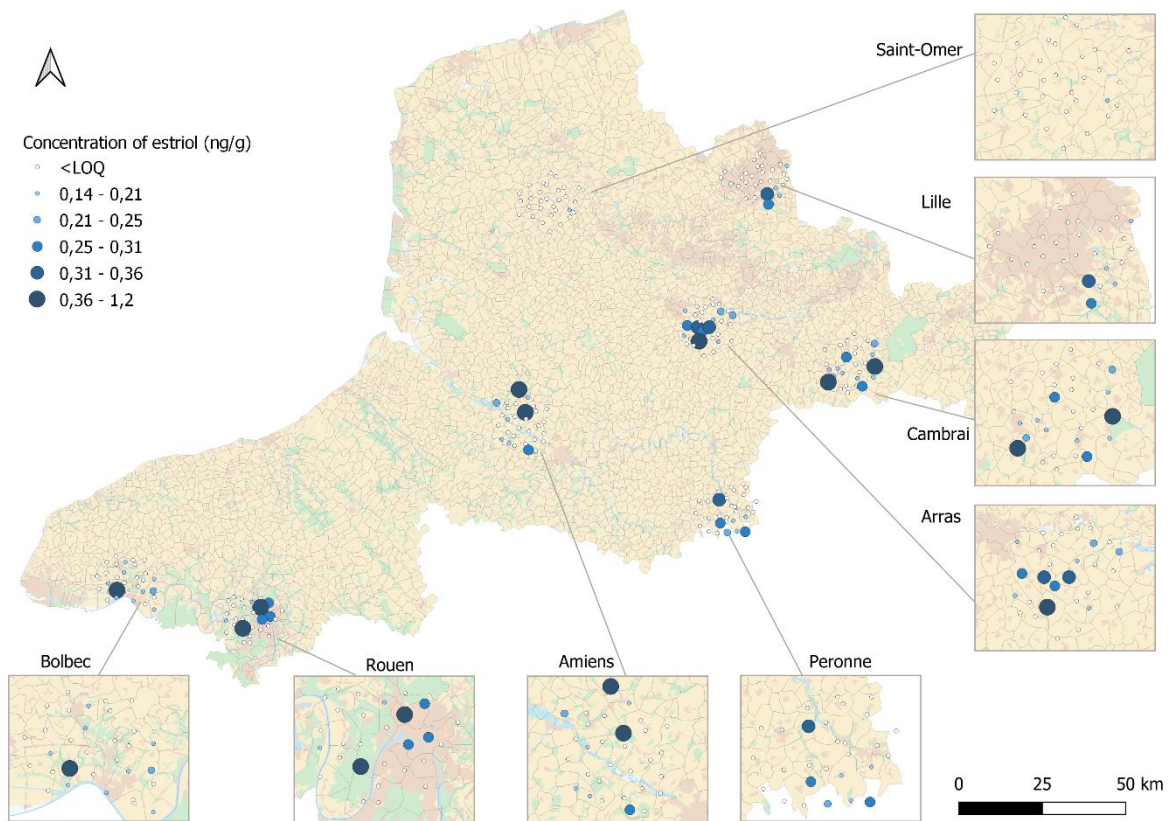 Saint-Omer
Concentration of estriol (ng/g)
<LOQ
0,14 - 0,21
0,21 - 0,25
0,25 - 0,31
0,31 - 0,36
0,36 - 1,2
Lille
Cambrai
Arras
Bolbec
Rouen
Amiens
Peronne
0 25 50 km